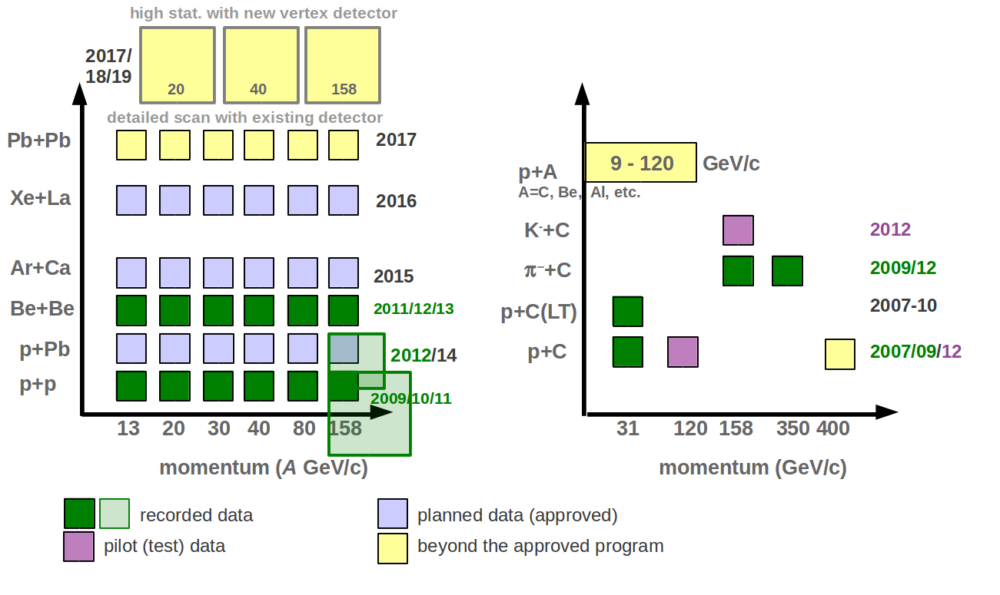 high stat. with new vertex detector
2017/
18/19
20 40 158
detailed scan with existing detector
Pb+Pb 2017
Xe+La 2016
Ar+Ca 2015
Be+Be 2011/12/13
p+Pb 2012/14
p+p 2009/10/11
13 20 30 40 80 158
momentum (A GeV/c)
p+A 9 - 120 GeV/c
A=C, Be, Al, etc.
K⁻+C 2012
π⁻+C 2009/12
p+C(LT) 2007-10
p+C 2007/09/12
31 120 158 350 400
momentum (GeV/c)
recorded data
planned data (approved)
pilot (test) data
beyond the approved program